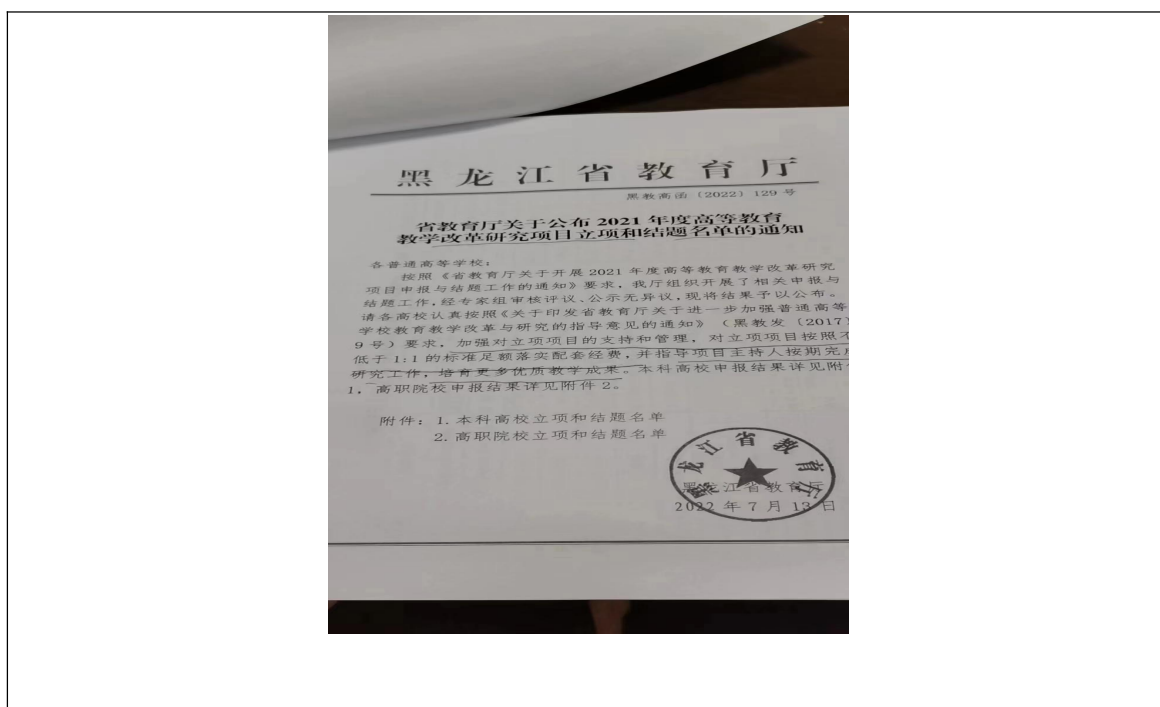 黑龙江省教育厅
黑教高函〔2022〕129号
省教育厅关于公布 2021 年度高等教育
教学改革研究项目立项和结题名单的通知
各普通高等学校：
按照《省教育厅关于开展 2021 年度高等教育教学改革研究
项目申报与结题工作的通知》要求，我厅组织开展了相关申报与
结题工作，经专家组审核评议、公示无异议，现将结果予以公布。
请各高校认真按照《关于印发省教育厅关于进一步加强普通高等
学校教育教学改革与研究的指导意见的通知》（黑教发〔2017〕
9 号）要求，加强对立项项目的支持和管理，对立项项目按照不
低于 1:1 的标准足额落实配套经费，并指导项目主持人按期完成
研究工作，培育更多优质教学成果。本科高校申报结果详见附件
1，高职院校申报结果详见附件 2。
附件：1. 本科高校立项和结题名单
2. 高职院校立项和结题名单
黑龙江省教育厅
黑龙江省教育厅
2022 年 7 月 13 日